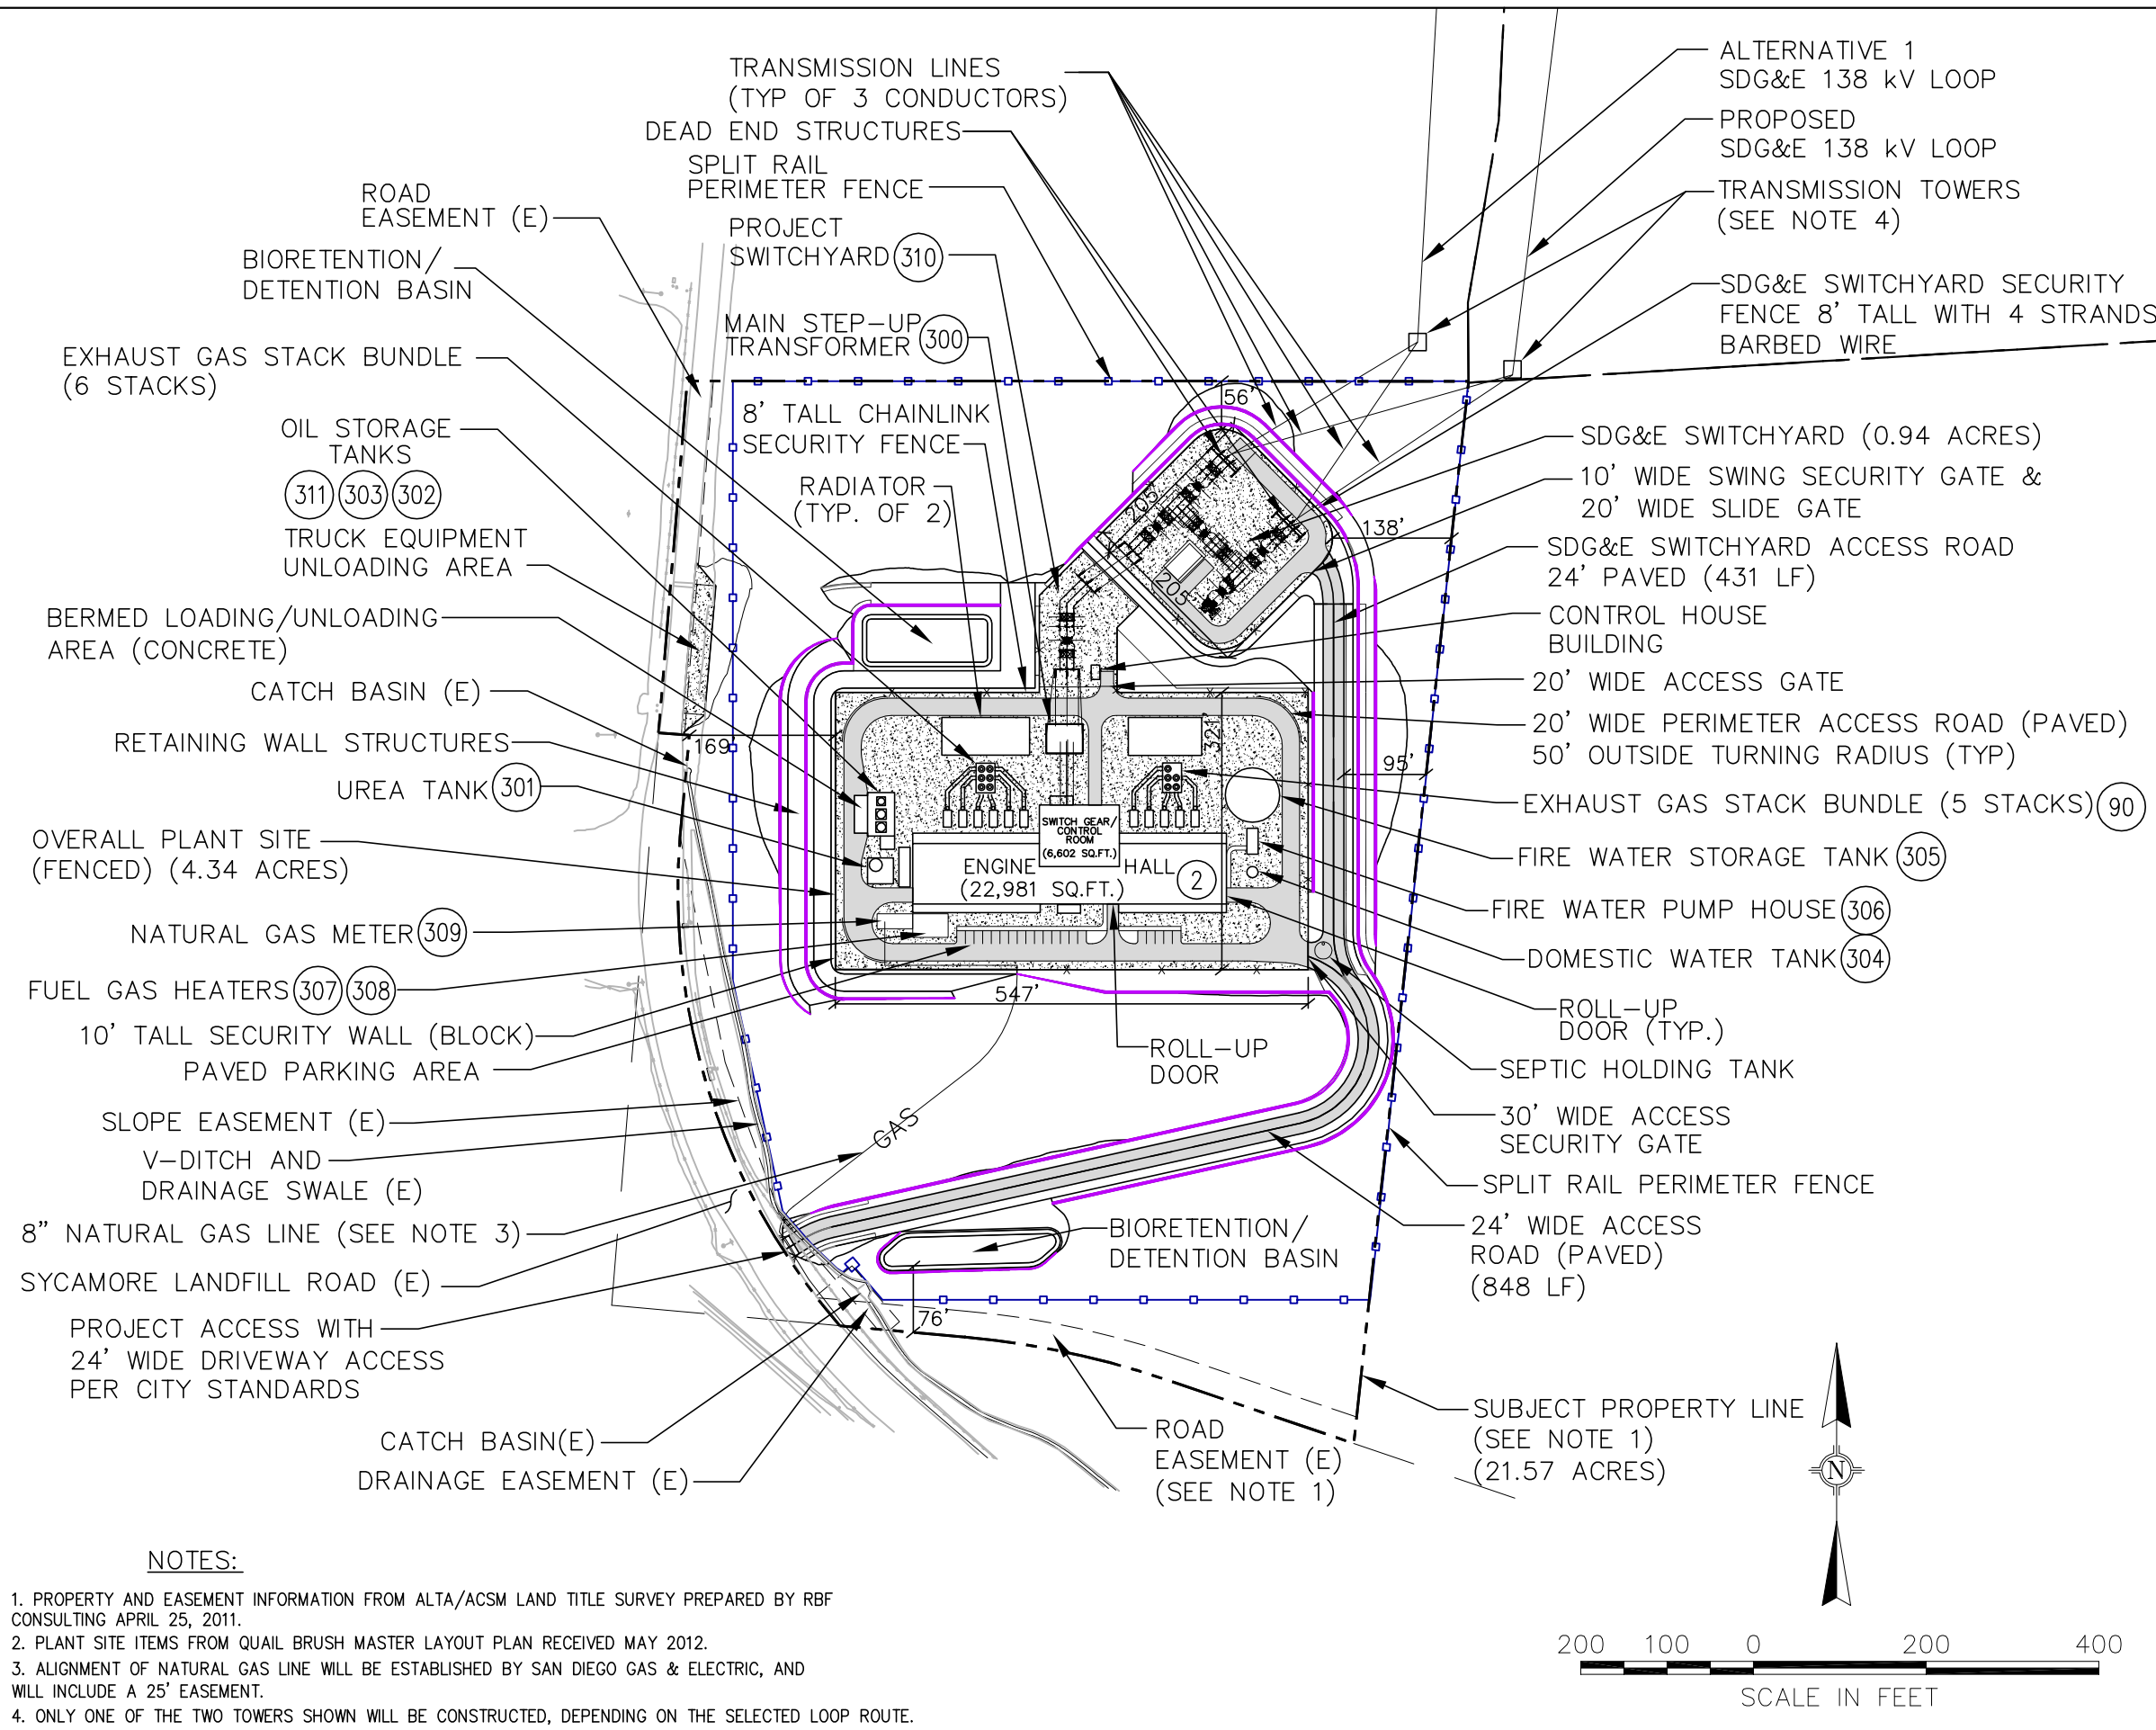 TRANSMISSION LINES
(TYP OF 3 CONDUCTORS)
DEAD END STRUCTURES
SPLIT RAIL
PERIMETER FENCE
PROJECT
SWITCHYARD 310
ROAD
EASEMENT (E)
BIORETENTION/
DETENTION BASIN
MAIN STEP-UP
TRANSFORMER 300
EXHAUST GAS STACK BUNDLE
(6 STACKS)
8' TALL CHAINLINK
SECURITY FENCE
OIL STORAGE
TANKS
311 303 302
RADIATOR
(TYP. OF 2)
TRUCK EQUIPMENT
UNLOADING AREA
BERMED LOADING/UNLOADING
AREA (CONCRETE)
CATCH BASIN (E)
RETAINING WALL STRUCTURES
UREA TANK 301
OVERALL PLANT SITE
(FENCED) (4.34 ACRES)
NATURAL GAS METER 309
FUEL GAS HEATERS 307 308
10' TALL SECURITY WALL (BLOCK)
PAVED PARKING AREA
SLOPE EASEMENT (E)
V-DITCH AND
DRAINAGE SWALE (E)
8" NATURAL GAS LINE (SEE NOTE 3)
SYCAMORE LANDFILL ROAD (E)
PROJECT ACCESS WITH
24' WIDE DRIVEWAY ACCESS
PER CITY STANDARDS
CATCH BASIN(E)
DRAINAGE EASEMENT (E)
ALTERNATIVE 1
SDG&E 138 kV LOOP
PROPOSED
SDG&E 138 kV LOOP
TRANSMISSION TOWERS
(SEE NOTE 4)
SDG&E SWITCHYARD SECURITY
FENCE 8' TALL WITH 4 STRANDS
BARBED WIRE
SDG&E SWITCHYARD (0.94 ACRES)
10' WIDE SWING SECURITY GATE &
20' WIDE SLIDE GATE
SDG&E SWITCHYARD ACCESS ROAD
24' PAVED (431 LF)
CONTROL HOUSE
BUILDING
20' WIDE ACCESS GATE
20' WIDE PERIMETER ACCESS ROAD (PAVED)
50' OUTSIDE TURNING RADIUS (TYP)
EXHAUST GAS STACK BUNDLE (5 STACKS) 90
FIRE WATER STORAGE TANK 305
FIRE WATER PUMP HOUSE 306
DOMESTIC WATER TANK 304
ROLL-UP
DOOR (TYP.)
SEPTIC HOLDING TANK
30' WIDE ACCESS
SECURITY GATE
SPLIT RAIL PERIMETER FENCE
24' WIDE ACCESS
ROAD (PAVED)
(848 LF)
SUBJECT PROPERTY LINE
(SEE NOTE 1)
(21.57 ACRES)
56'
205'
205'
138'
169'
321'
95'
SWITCH GEAR/
CONTROL
ROOM
(6,602 SQ.FT.)
ENGINE HALL 2
(22,981 SQ.FT.)
547'
ROLL-UP
DOOR
GAS
BIORETENTION/
DETENTION BASIN
76'
ROAD
EASEMENT (E)
(SEE NOTE 1)
N
200 100 0 200 400
SCALE IN FEET
NOTES:
1. PROPERTY AND EASEMENT INFORMATION FROM ALTA/ACSM LAND TITLE SURVEY PREPARED BY RBF
CONSULTING APRIL 25, 2011.
2. PLANT SITE ITEMS FROM QUAIL BRUSH MASTER LAYOUT PLAN RECEIVED MAY 2012.
3. ALIGNMENT OF NATURAL GAS LINE WILL BE ESTABLISHED BY SAN DIEGO GAS & ELECTRIC, AND
WILL INCLUDE A 25' EASEMENT.
4. ONLY ONE OF THE TWO TOWERS SHOWN WILL BE CONSTRUCTED, DEPENDING ON THE SELECTED LOOP ROUTE.